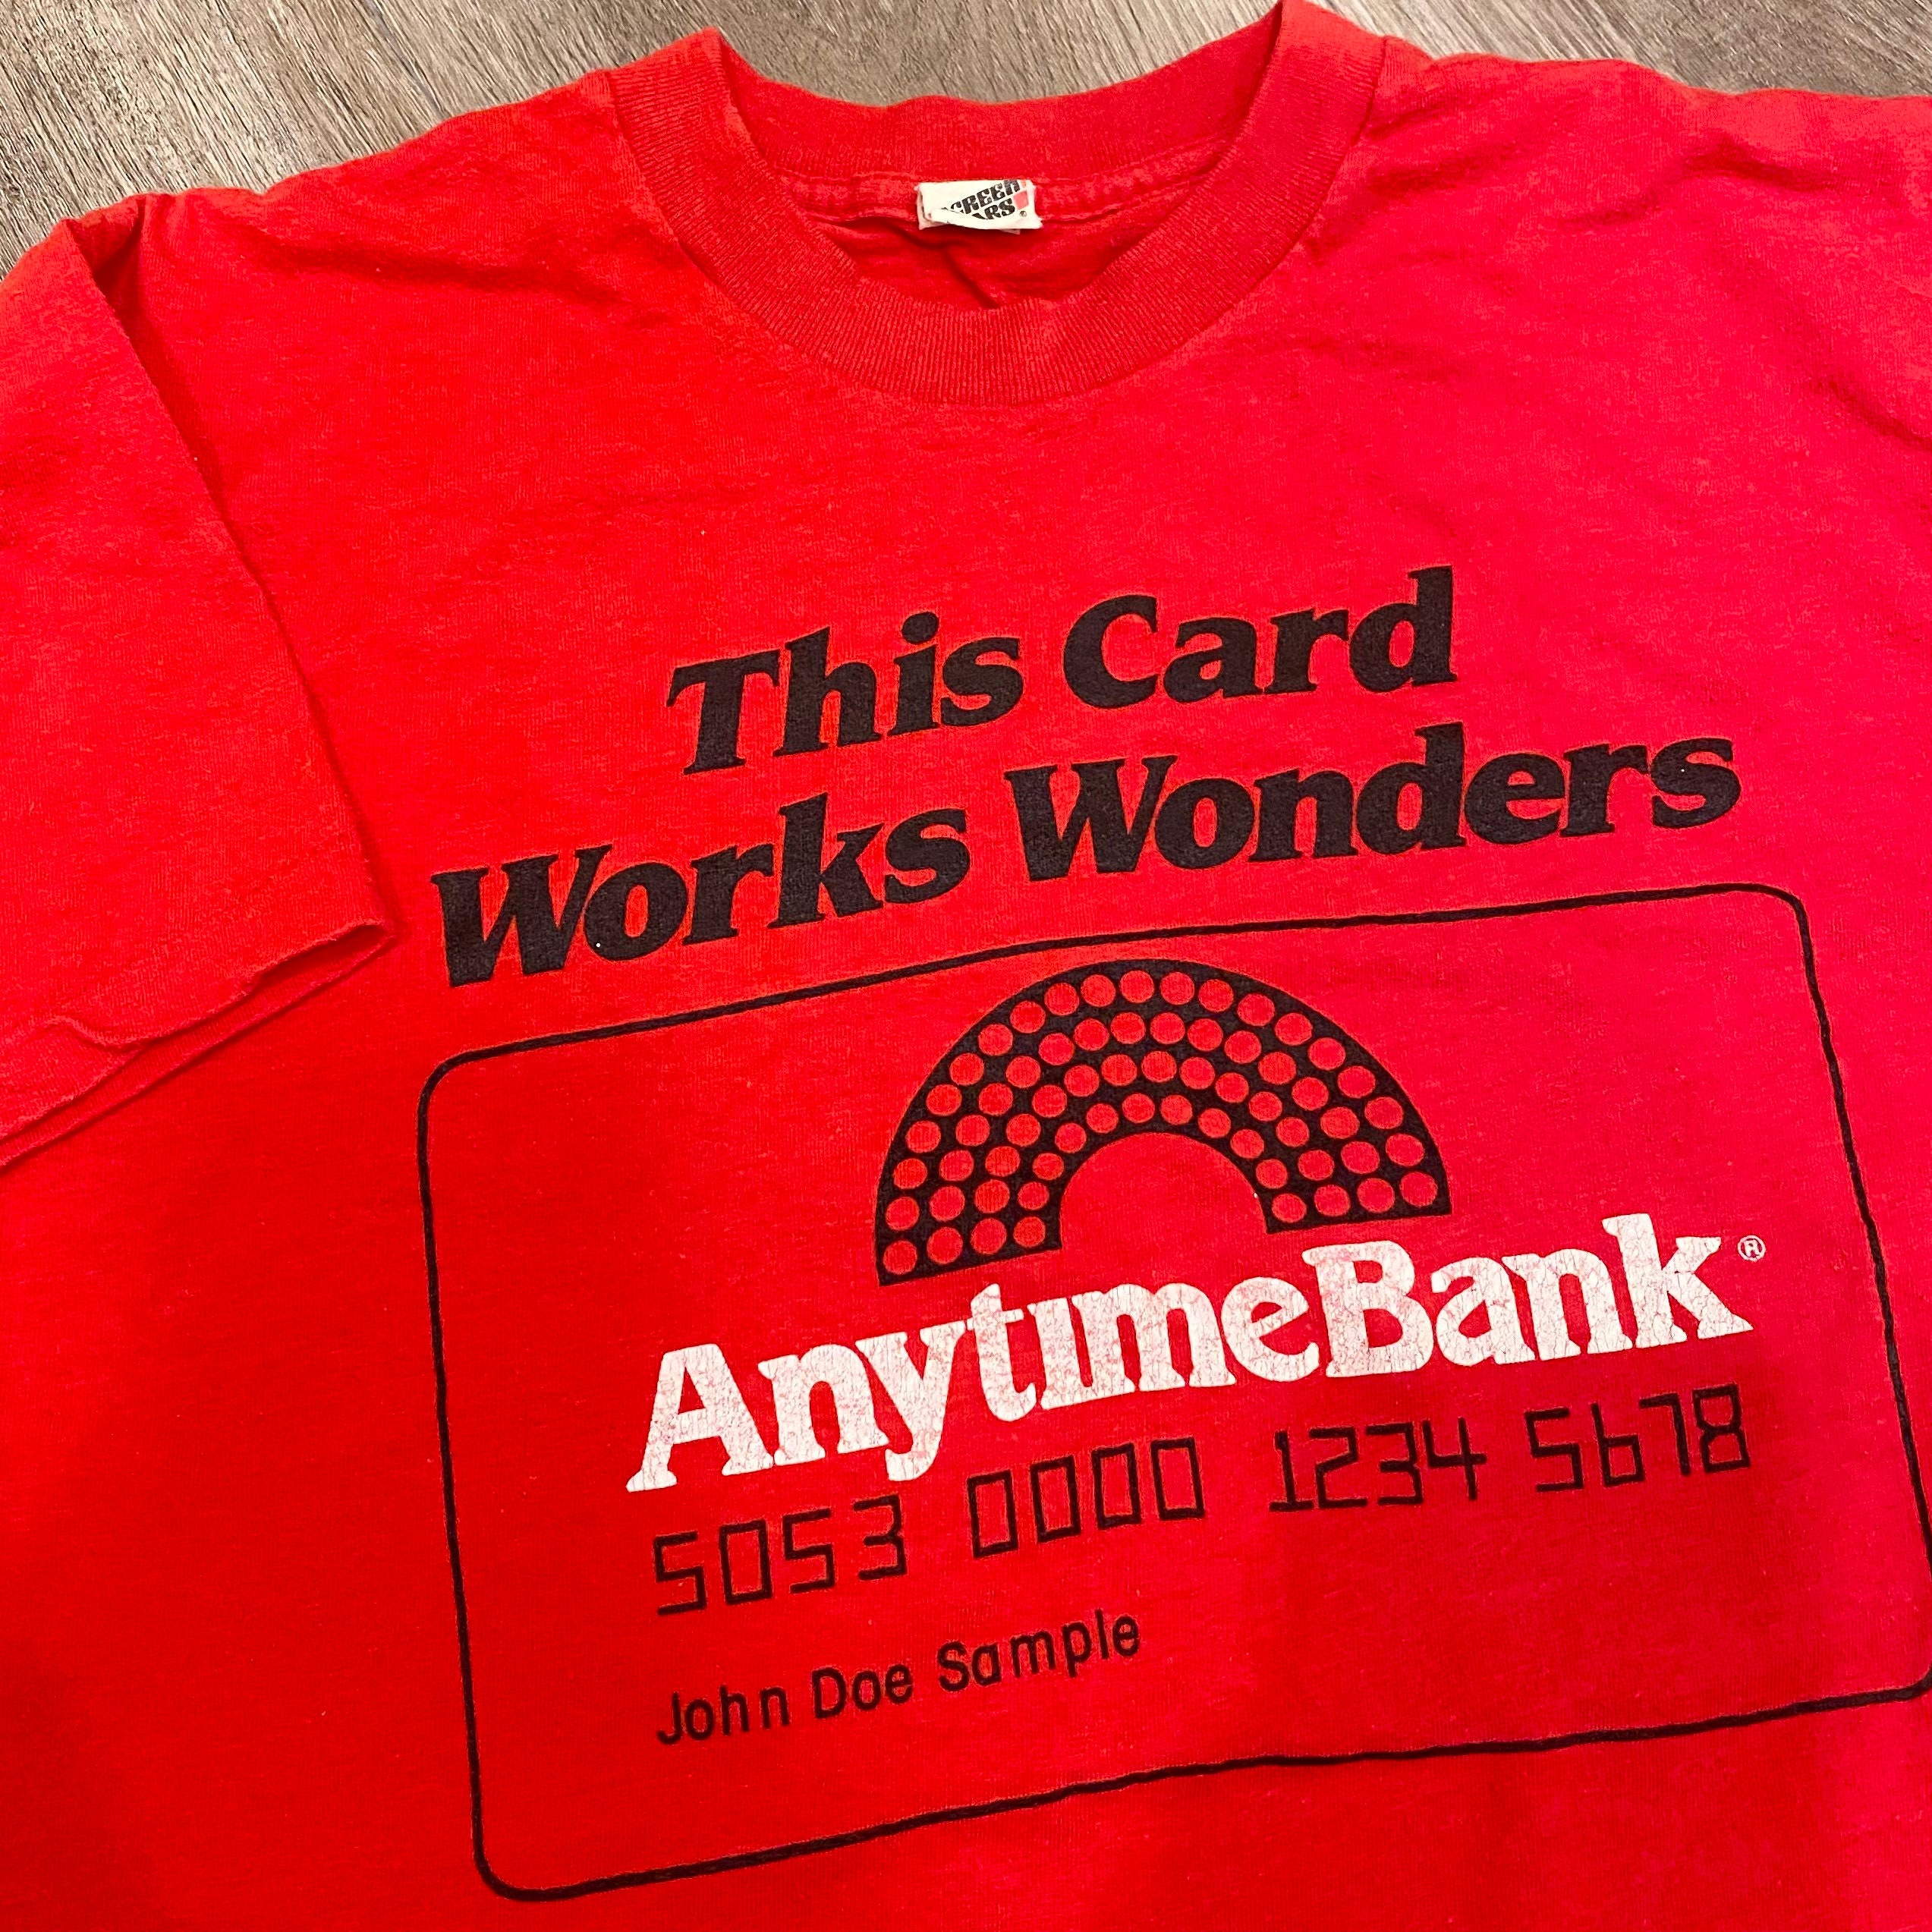 This Card
Works Wonders
AnytimeBank®
5053 0000 1234 5678
John Doe Sample